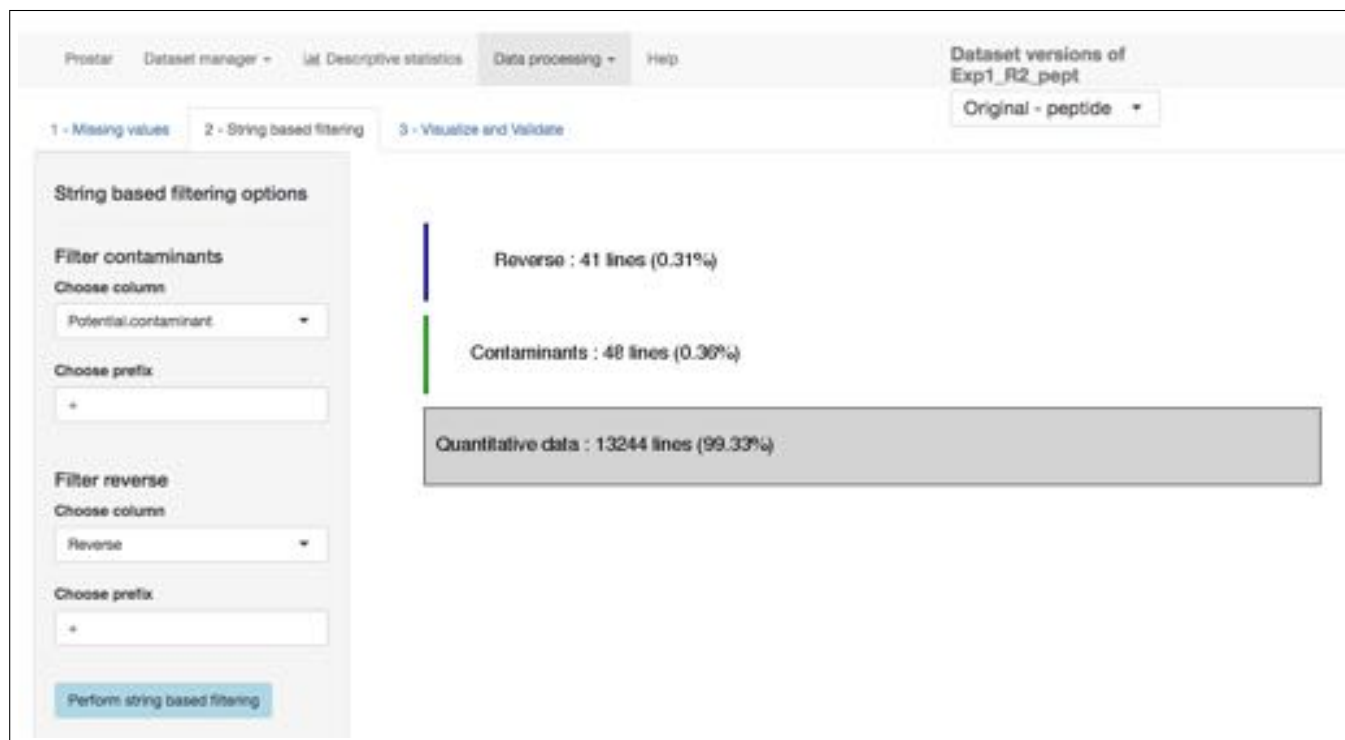 Prostar
Dataset manager
Descriptive statistics
Data processing
Help
Dataset versions of
Exp1_R2_pept
Original - peptide
1 - Missing values
2 - String based filtering
3 - Visualize and Validate
String based filtering options
Filter contaminants
Choose column
Potential.contaminant
Choose prefix
+
Filter reverse
Choose column
Reverse
Choose prefix
+
Perform string based filtering
Reverse : 41 lines (0.31%)
Contaminants : 48 lines (0.36%)
Quantitative data : 13244 lines (99.33%)